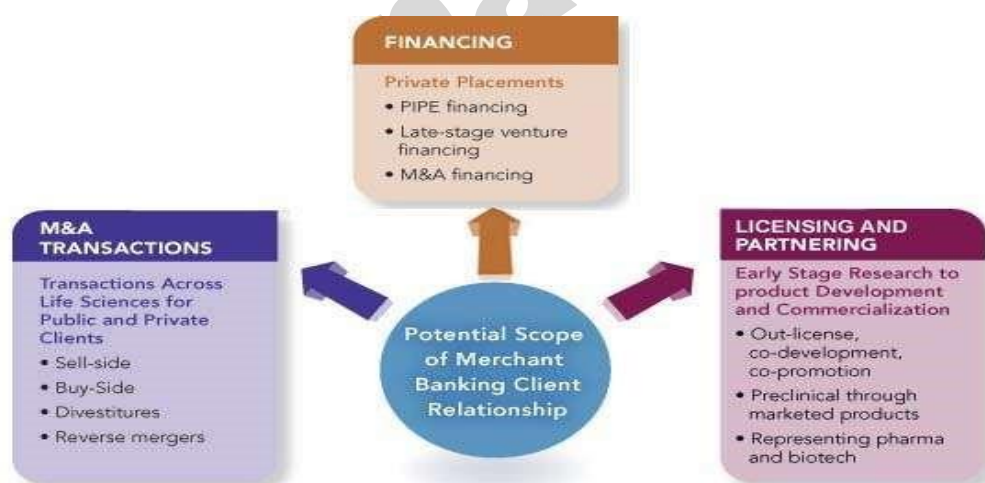 FINANCING
Private Placements
• PIPE financing
• Late-stage venture
financing
• M&A financing
M&A
TRANSACTIONS
Transactions Across
Life Sciences for
Public and Private
Clients
• Sell-side
• Buy-Side
• Divestitures
• Reverse mergers
Potential Scope
of Merchant
Banking Client
Relationship
LICENSING AND
PARTNERING
Early Stage Research to
product Development
and Commercialization
• Out-license,
co-development,
co-promotion
• Preclinical through
marketed products
• Representing pharma
and biotech